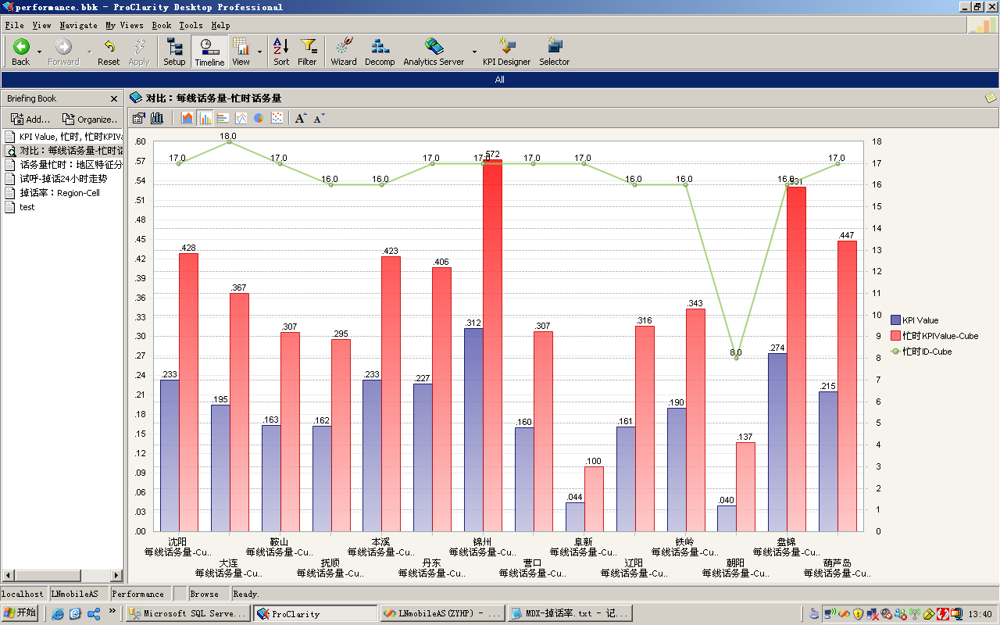 performance.bbk - ProClarity Desktop Professional
File View Navigate My Views Book Tools Help
Back Forward Reset Apply Setup Timeline View Sort Filter Wizard Decomp Analytics Server KPI Designer Selector
All
Briefing Book
对比：每线话务量-忙时话务量
Add... Organize..
KPI Value, 忙时, 忙时KPIVa
对比：每线话务量-忙时话
话务量忙时：地区特征分
试呼-掉话24小时走势
掉话率：Region-Cell
test
.60 .57 .54 .51 .48 .45 .42 .39 .36 .33 .30 .27 .24 .21 .18 .15 .12 .09 .06 .03 .00
17.0 18.0 17.0 16.0 16.0 17.0 17.0 17.0 17.0 16.0 16.0 8.0 16.0 17.0
.233 .195 .163 .162 .233 .227 .312 .160 .044 .161 .190 .040 .274 .215
.428 .367 .307 .295 .423 .406 .572 .307 .100 .316 .343 .137 .531 .447
18 17 16 15 14 13 12 11 10 9 8 7 6 5 4 3 2 1 0
KPI Value
忙时KPIValue-Cube
忙时ID-Cube
沈阳 鞍山 本溪 锦州 阜新 铁岭 盘锦
每线话务量-Cu.. 每线话务量-Cu.. 每线话务量-Cu.. 每线话务量-Cu.. 每线话务量-Cu.. 每线话务量-Cu.. 每线话务量-Cu..
大连 抚顺 丹东 营口 辽阳 朝阳 葫芦岛
每线话务量-Cu.. 每线话务量-Cu.. 每线话务量-Cu.. 每线话务量-Cu.. 每线话务量-Cu.. 每线话务量-Cu.. 每线话务量-Cu..
localhost LNmobileAS Performance Browse Ready.
开始 Microsoft SQL Serve... ProClarity LNmobileAS(ZYHP) - ... MDX-掉话率.txt - 记... 13:40